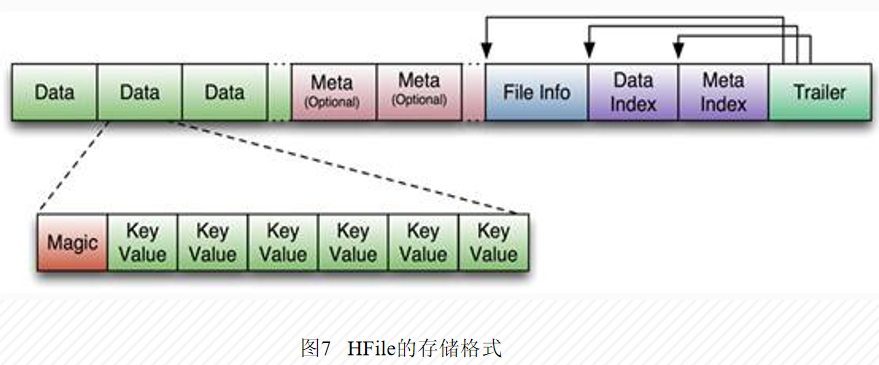 Data Data Data Meta (Optional) Meta (Optional) File Info Data Index Meta Index Trailer
Magic Key Value Key Value Key Value Key Value Key Value Key Value
图7 HFile的存储格式